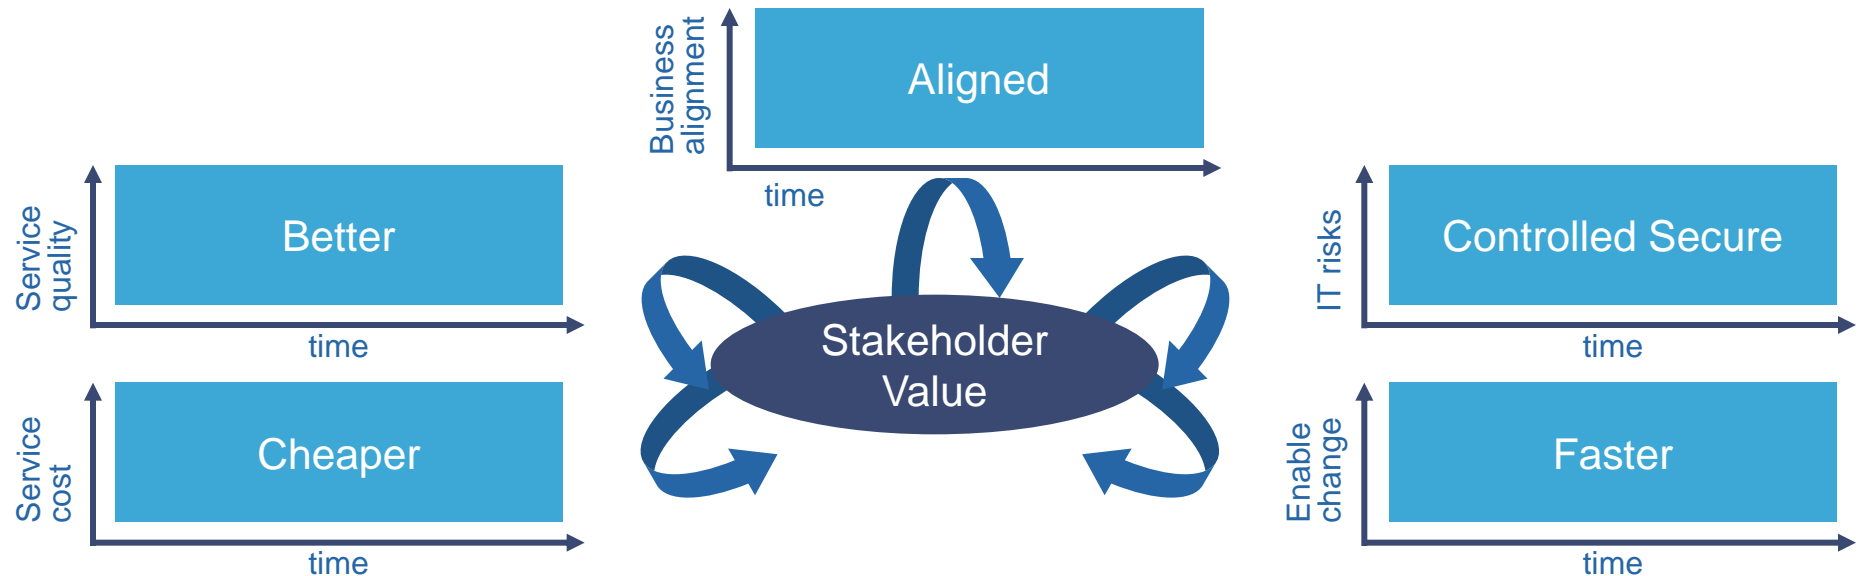 Business
alignment
Aligned
time
Service
quality
Better
time
Service
cost
Cheaper
time
Stakeholder
Value
IT risks
Controlled Secure
time
Enable
change
Faster
time